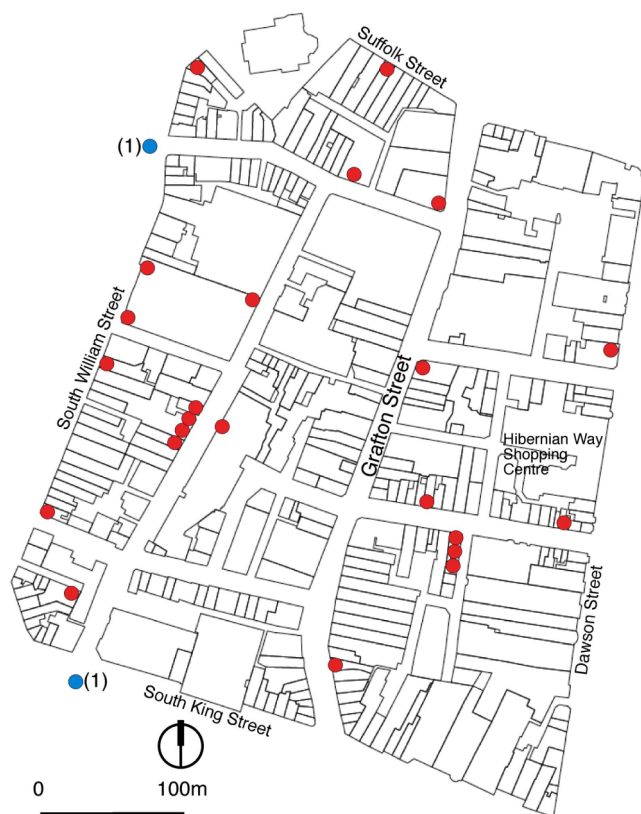 Suffolk Street
(1)
South William Street
Grafton Street
Hibernian Way
Shopping
Centre
Dawson Street
(1)
South King Street
0 100m